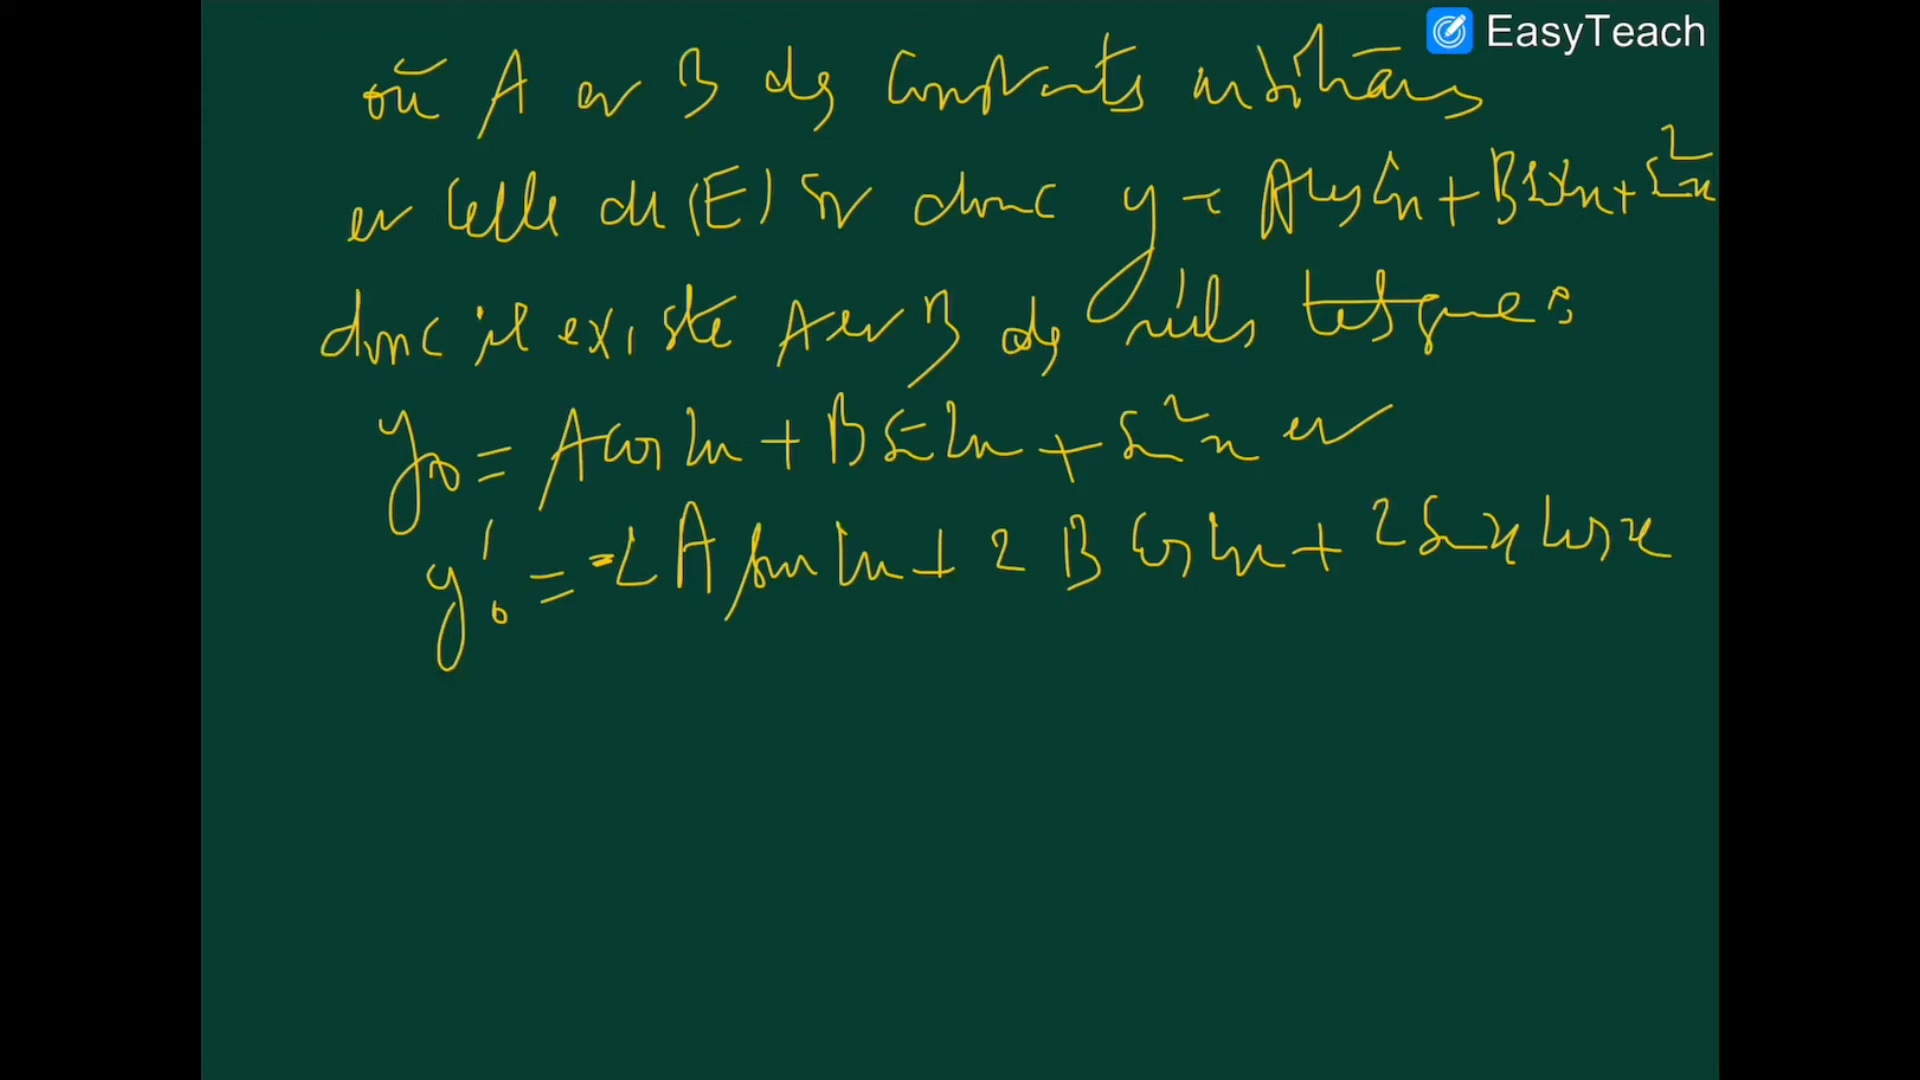 EasyTeach
où A et B des constants arbitraires
et celle de (E) est donc y = A cos 2x + B sin 2x + sin²x
donc il existe A et B des réels tels que :
y₀ = A cos 2x + B sin 2x + sin²x et
y'₀ = -2A sin 2x + 2B cos 2x + 2 sin x cos x